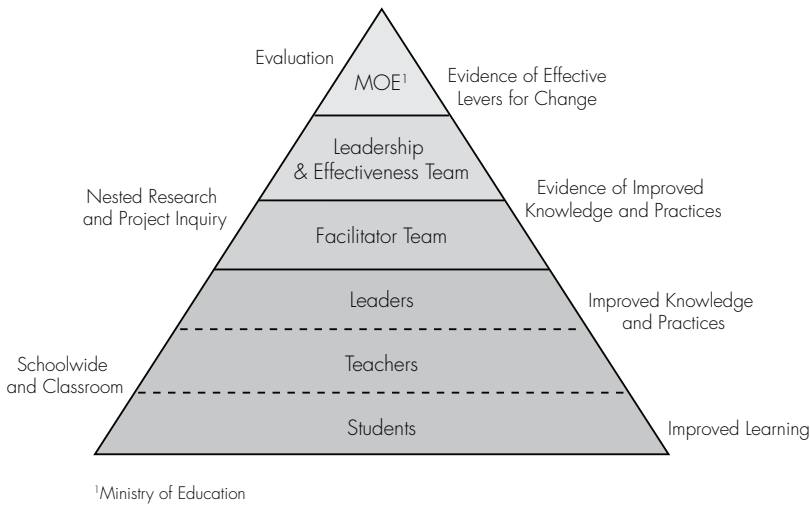 Evaluation
MOE¹
Evidence of Effective
Levers for Change
Leadership
& Effectiveness Team
Nested Research
and Project Inquiry
Evidence of Improved
Knowledge and Practices
Facilitator Team
Leaders
Improved Knowledge
and Practices
Schoolwide
and Classroom
Teachers
Students
Improved Learning
¹Ministry of Education